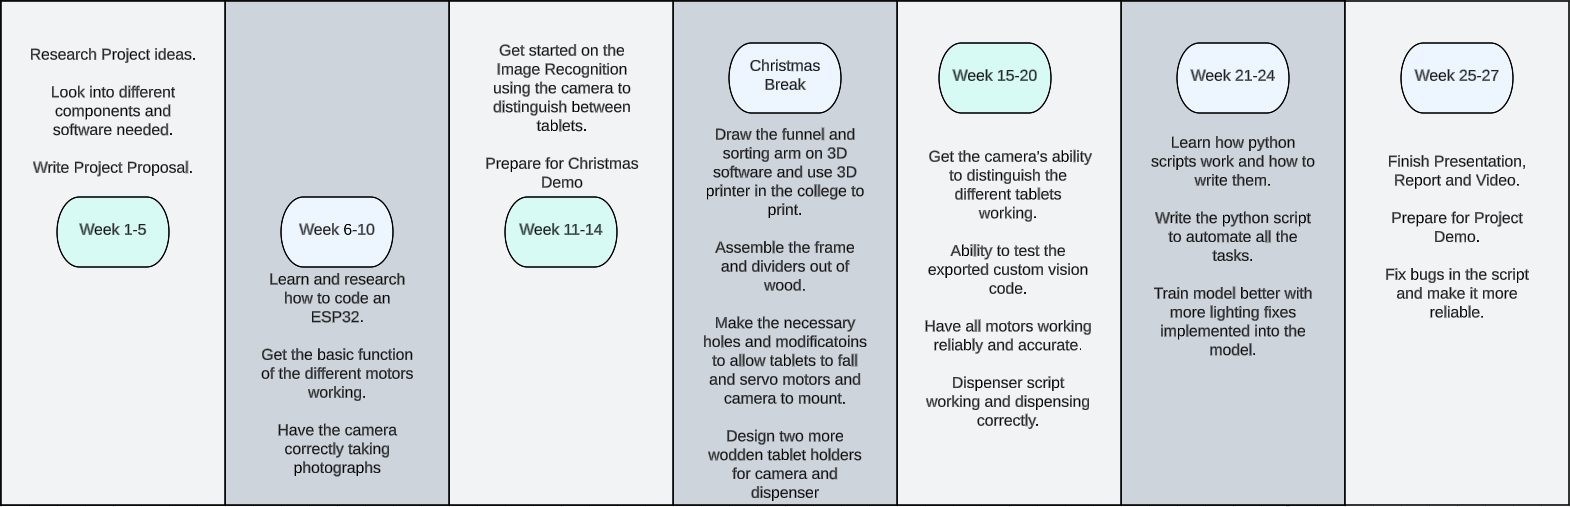 Research Project ideas.
Look into different
components and
software needed.
Write Project Proposal.
Week 1-5
Week 6-10
Learn and research
how to code an
ESP32.
Get the basic function
of the different motors
working.
Have the camera
correctly taking
photographs
Get started on the
Image Recognition
using the camera to
distinguish between
tablets.
Prepare for Christmas
Demo
Week 11-14
Christmas
Break
Draw the funnel and
sorting arm on 3D
software and use 3D
printer in the college to
print.
Assemble the frame
and dividers out of
wood.
Make the necessary
holes and modificatoins
to allow tablets to fall
and servo motors and
camera to mount.
Design two more
wodden tablet holders
for camera and
dispenser
Week 15-20
Get the camera's ability
to distinguish the
different tablets
working.
Ability to test the
exported custom vision
code.
Have all motors working
reliably and accurate.
Dispenser script
working and dispensing
correctly.
Week 21-24
Learn how python
scripts work and how to
write them.
Write the python script
to automate all the
tasks.
Train model better with
more lighting fixes
implemented into the
model.
Week 25-27
Finish Presentation,
Report and Video.
Prepare for Project
Demo.
Fix bugs in the script
and make it more
reliable.